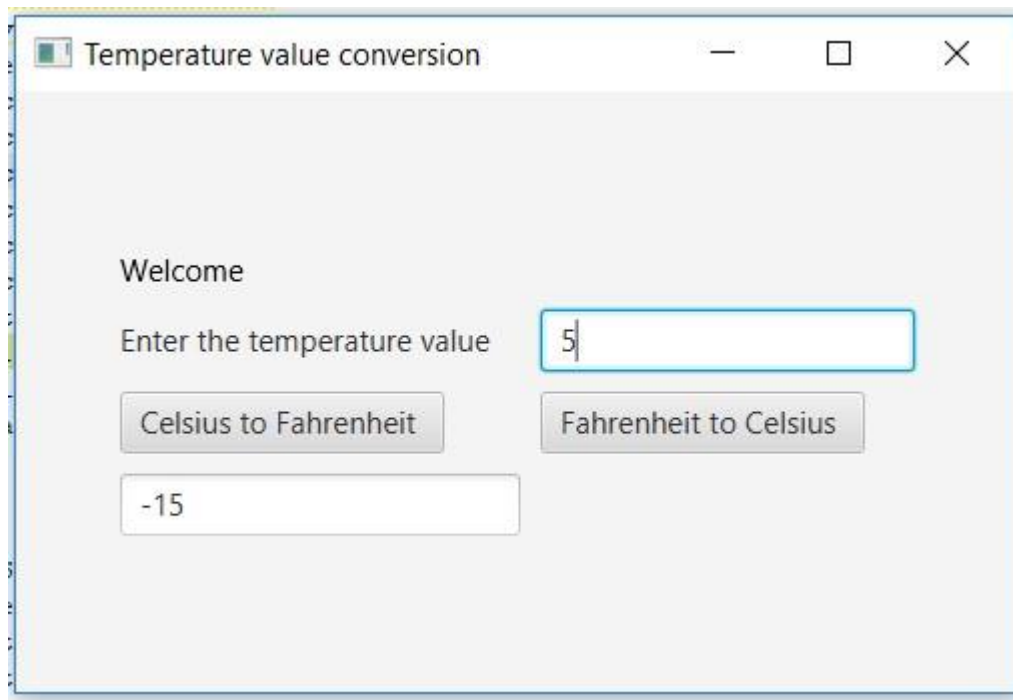 Temperature value conversion
Welcome
Enter the temperature value 5
Celsius to Fahrenheit Fahrenheit to Celsius
-15